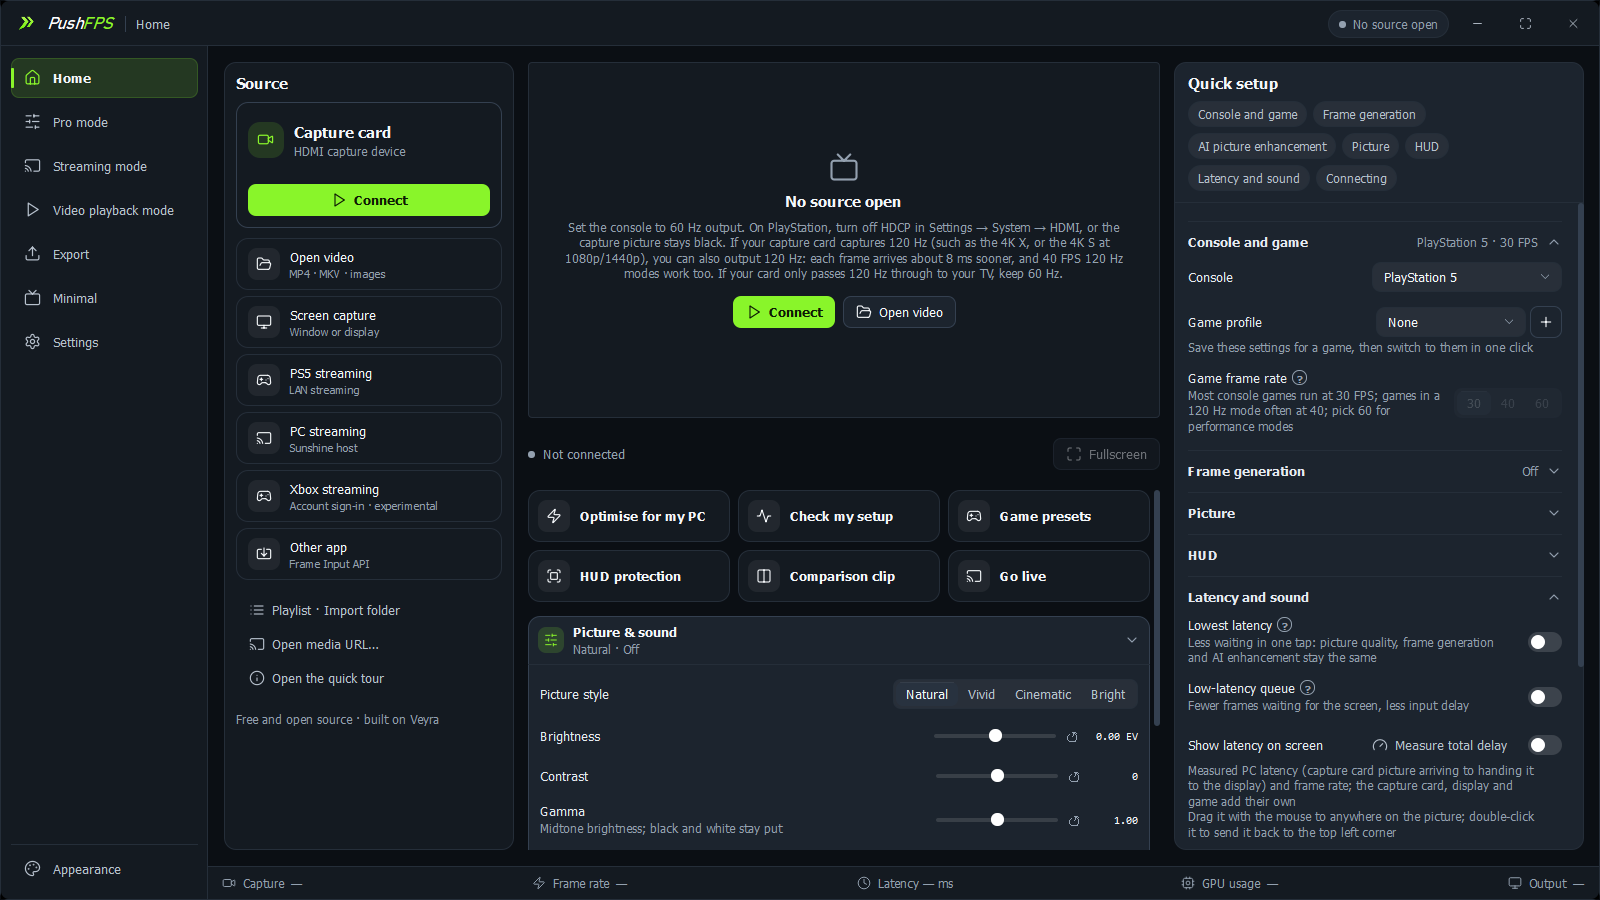 PushFPS
Home
No source open
Home
Pro mode
Streaming mode
Video playback mode
Export
Minimal
Settings
Appearance
Source
Capture card
HDMI capture device
Connect
Open video
MP4 · MKV · images
Screen capture
Window or display
PS5 streaming
LAN streaming
PC streaming
Sunshine host
Xbox streaming
Account sign-in · experimental
Other app
Frame Input API
Playlist · Import folder
Open media URL...
Open the quick tour
Free and open source · built on Veyra
No source open
Set the console to 60 Hz output. On PlayStation, turn off HDCP in Settings → System → HDMI, or the
capture picture stays black. If your capture card captures 120 Hz (such as the 4K X, or the 4K S at
1080p/1440p), you can also output 120 Hz: each frame arrives about 8 ms sooner, and 40 FPS 120 Hz
modes work too. If your card only passes 120 Hz through to your TV, keep 60 Hz.
Connect
Open video
Not connected
Fullscreen
Optimise for my PC
Check my setup
Game presets
HUD protection
Comparison clip
Go live
Picture & sound
Natural · Off
Picture style
Natural Vivid Cinematic Bright
Brightness
0.00 EV
Contrast
0
Gamma
Midtone brightness; black and white stay put
1.00
Quick setup
Console and game
Frame generation
AI picture enhancement
Picture
HUD
Latency and sound
Connecting
Console and game
PlayStation 5 · 30 FPS
Console
PlayStation 5
Game profile
None
Save these settings for a game, then switch to them in one click
Game frame rate ?
Most console games run at 30 FPS; games in a
120 Hz mode often at 40; pick 60 for
performance modes
30 40 60
Frame generation
Off
Picture
HUD
Latency and sound
Lowest latency ?
Less waiting in one tap: picture quality, frame generation
and AI enhancement stay the same
Low-latency queue ?
Fewer frames waiting for the screen, less input delay
Show latency on screen
Measure total delay
Measured PC latency (capture card picture arriving to handing it
to the display) and frame rate; the capture card, display and
game add their own
Drag it with the mouse to anywhere on the picture; double-click
it to send it back to the top left corner
Capture —
Frame rate —
Latency — ms
GPU usage —
Output —